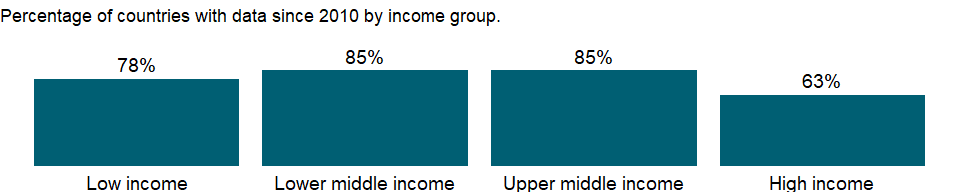 Percentage of countries with data since 2010 by income group.
78%
85%
85%
63%
Low income
Lower middle income
Upper middle income
High income